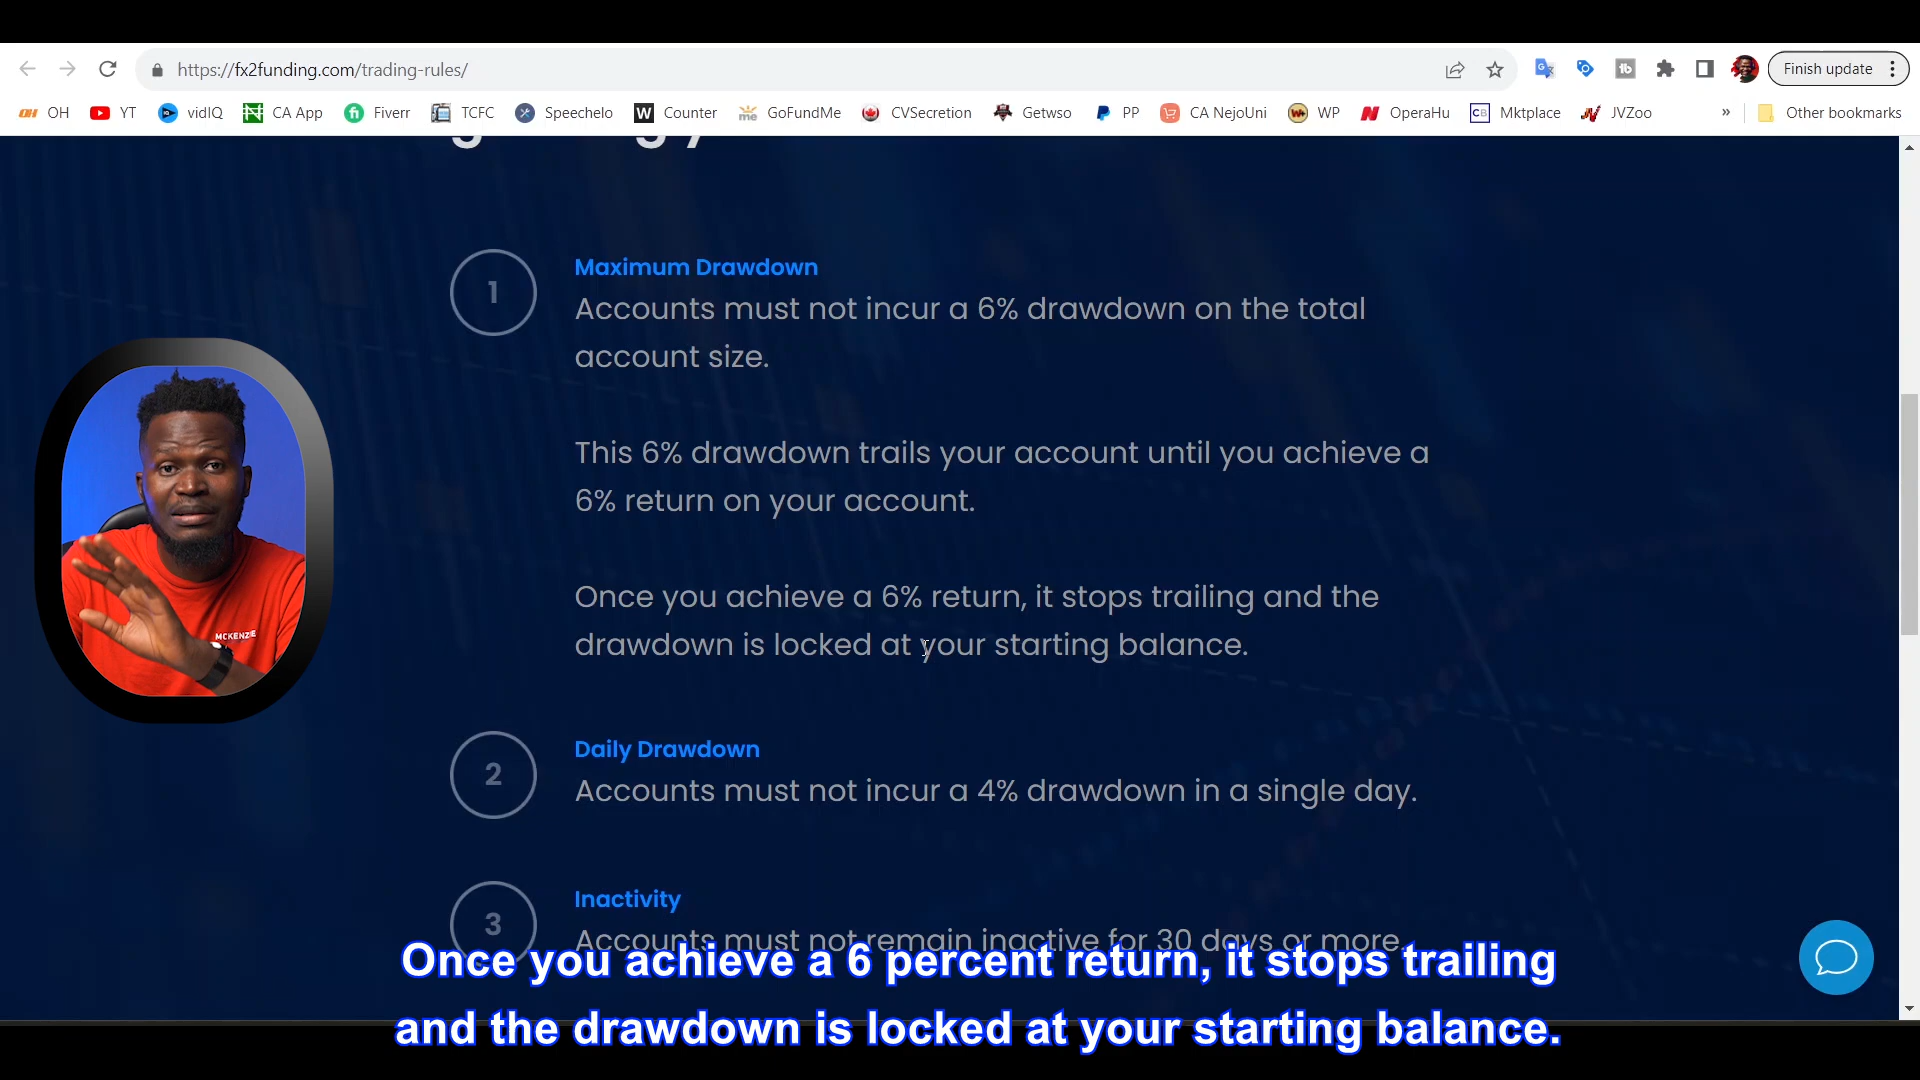 https://fx2funding.com/trading-rules/
Finish update
OH YT vidIQ CA App Fiverr TCFC Speechelo Counter GoFundMe CVSecretion Getwso PP CA NejoUni WP OperaHu Mktplace JVZoo » Other bookmarks
1
Maximum Drawdown
Accounts must not incur a 6% drawdown on the total
account size.
This 6% drawdown trails your account until you achieve a
6% return on your account.
Once you achieve a 6% return, it stops trailing and the
drawdown is locked at your starting balance.
MCKENZIE
2
Daily Drawdown
Accounts must not incur a 4% drawdown in a single day.
3
Inactivity
Accounts must not remain inactive for 30 days or more.
Once you achieve a 6 percent return, it stops trailing
and the drawdown is locked at your starting balance.